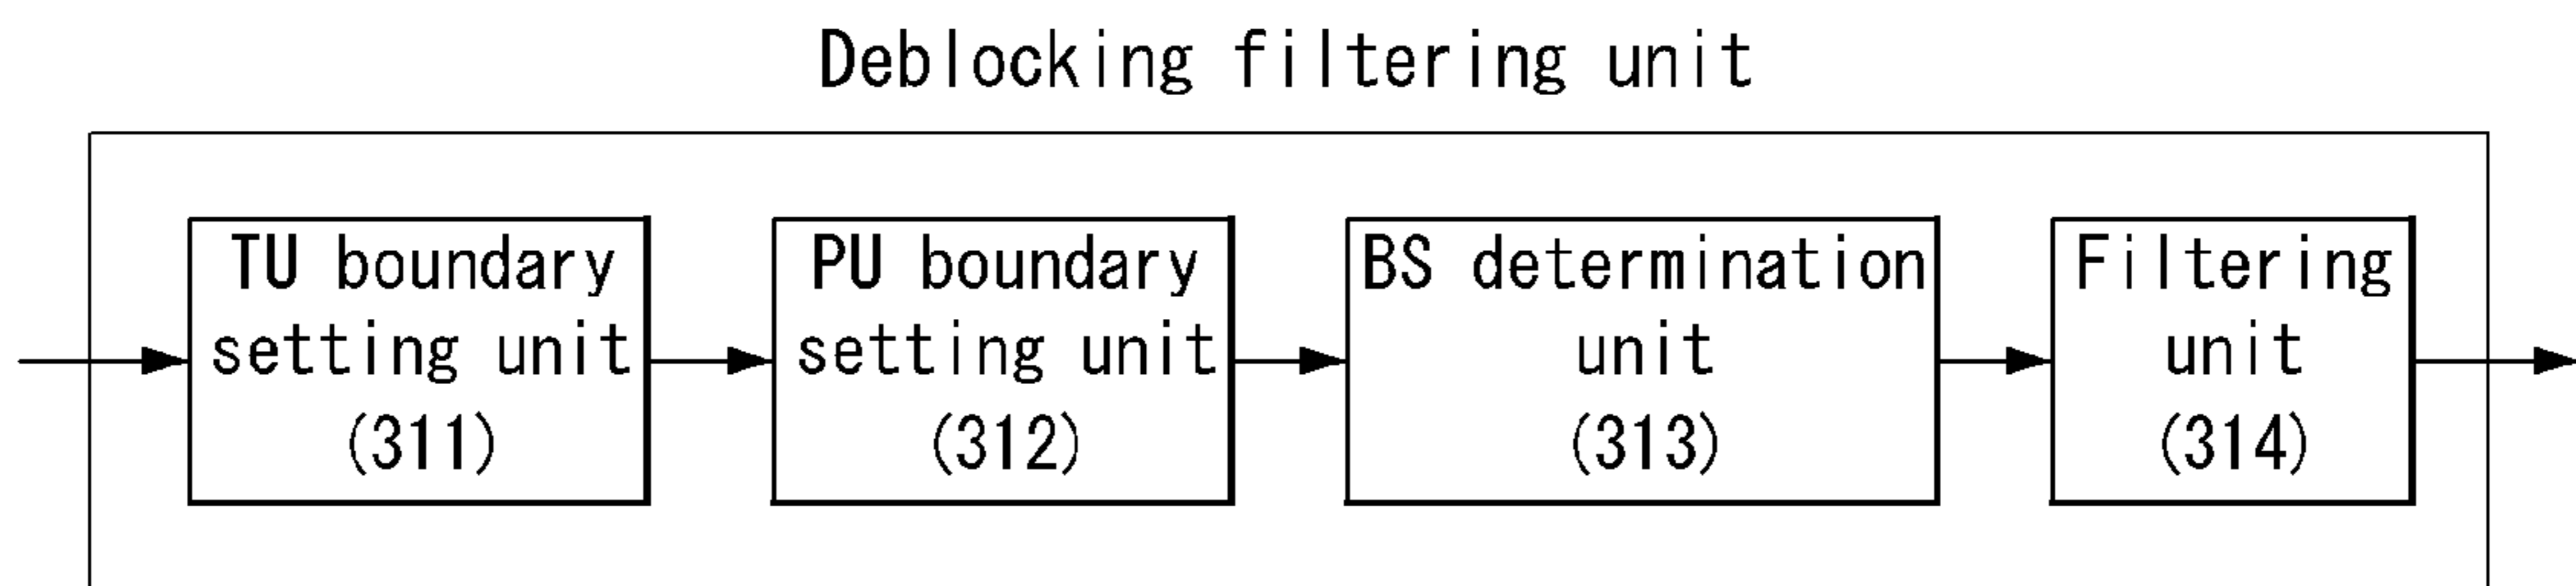 Deblocking filtering unit
TU boundary
setting unit
(311)
PU boundary
setting unit
(312)
BS determination
unit
(313)
Filtering
unit
(314)